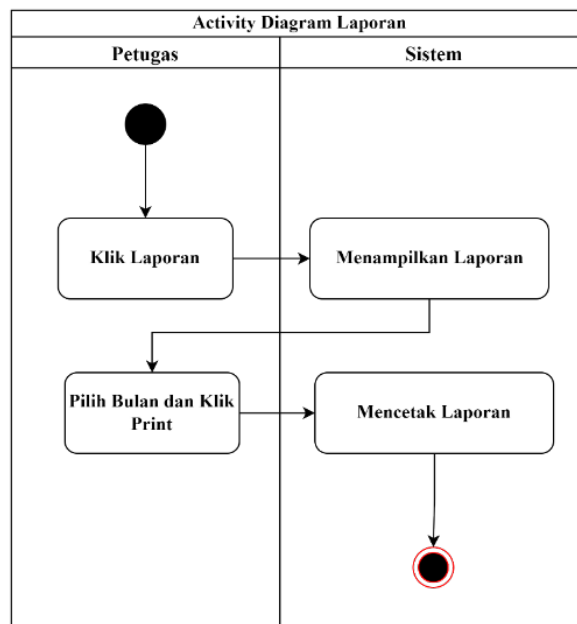 Activity Diagram Laporan
Petugas
Sistem
Klik Laporan
Menampilkan Laporan
Pilih Bulan dan Klik
Print
Mencetak Laporan